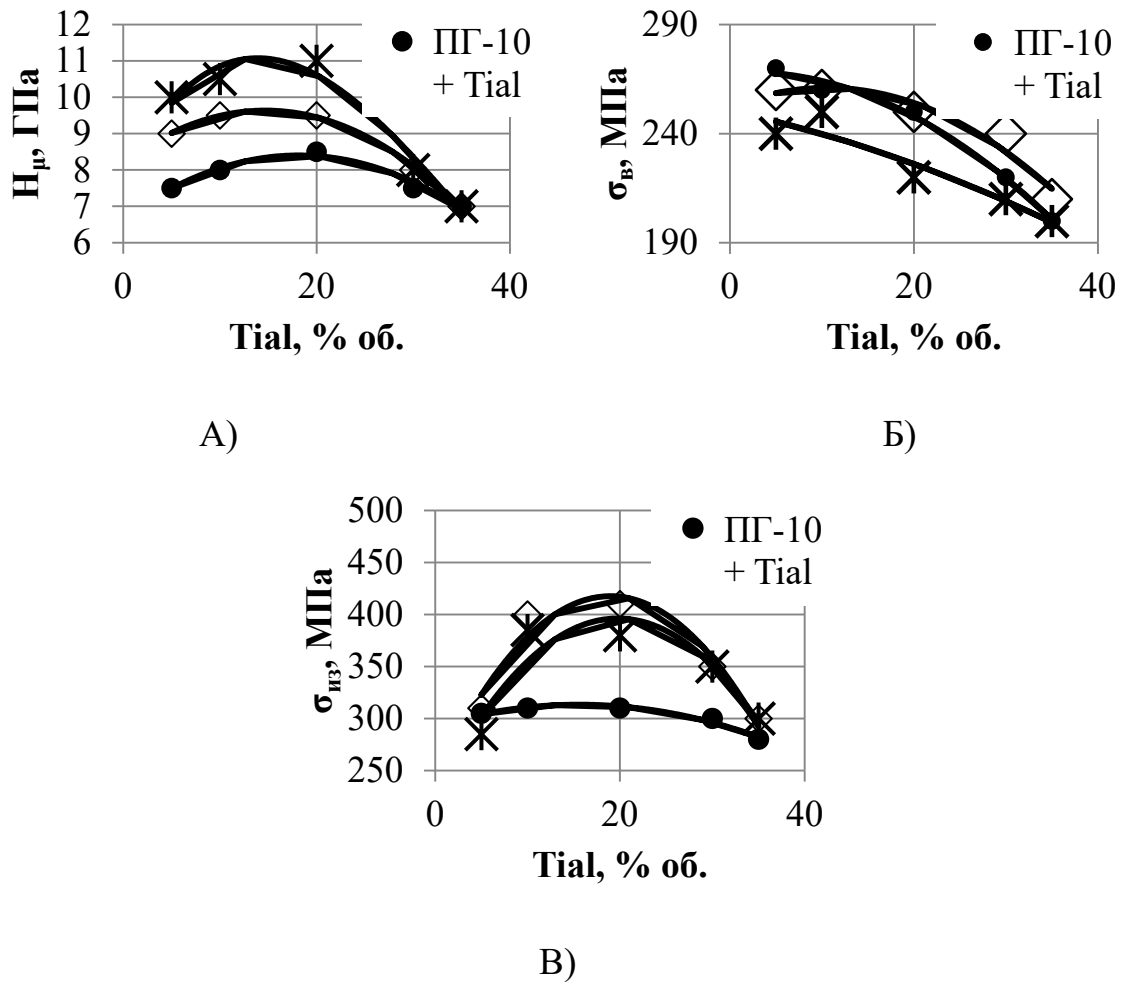 12
11
10
9
8
7
6
Hμ, ГПа
0
20
40
Tial, % об.
ПГ-10
+ Tial
А)
290
240
190
σв, МПа
0
20
40
Tial, % об.
ПГ-10
+ Tial
Б)
500
450
400
350
300
250
σиз, МПа
0
20
40
Tial, % об.
ПГ-10
+ Tial
В)